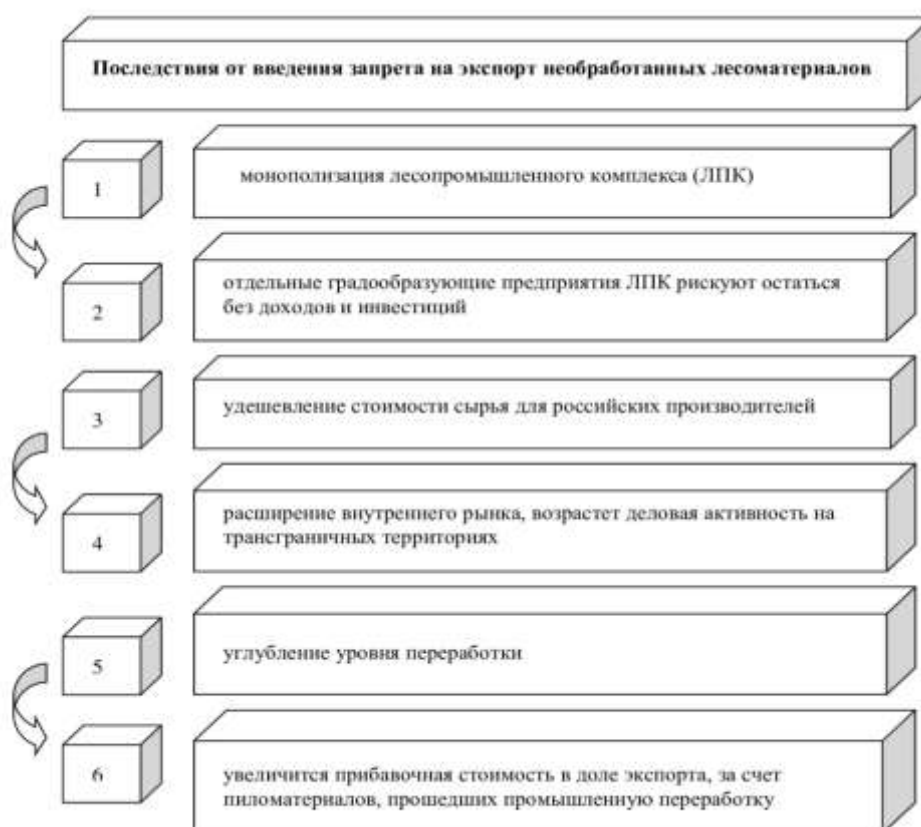 Последствия от введения запрета на экспорт необработанных лесоматериалов
1
монополизация лесопромышленного комплекса (ЛПК)
2
отдельные градообразующие предприятия ЛПК рискуют остаться
без доходов и инвестиций
3
удешевление стоимости сырья для российских производителей
4
расширение внутреннего рынка, возрастет деловая активность на
трансграничных территориях
5
углубление уровня переработки
6
увеличится прибавочная стоимость в доле экспорта, за счет
пиломатериалов, прошедших промышленную переработку